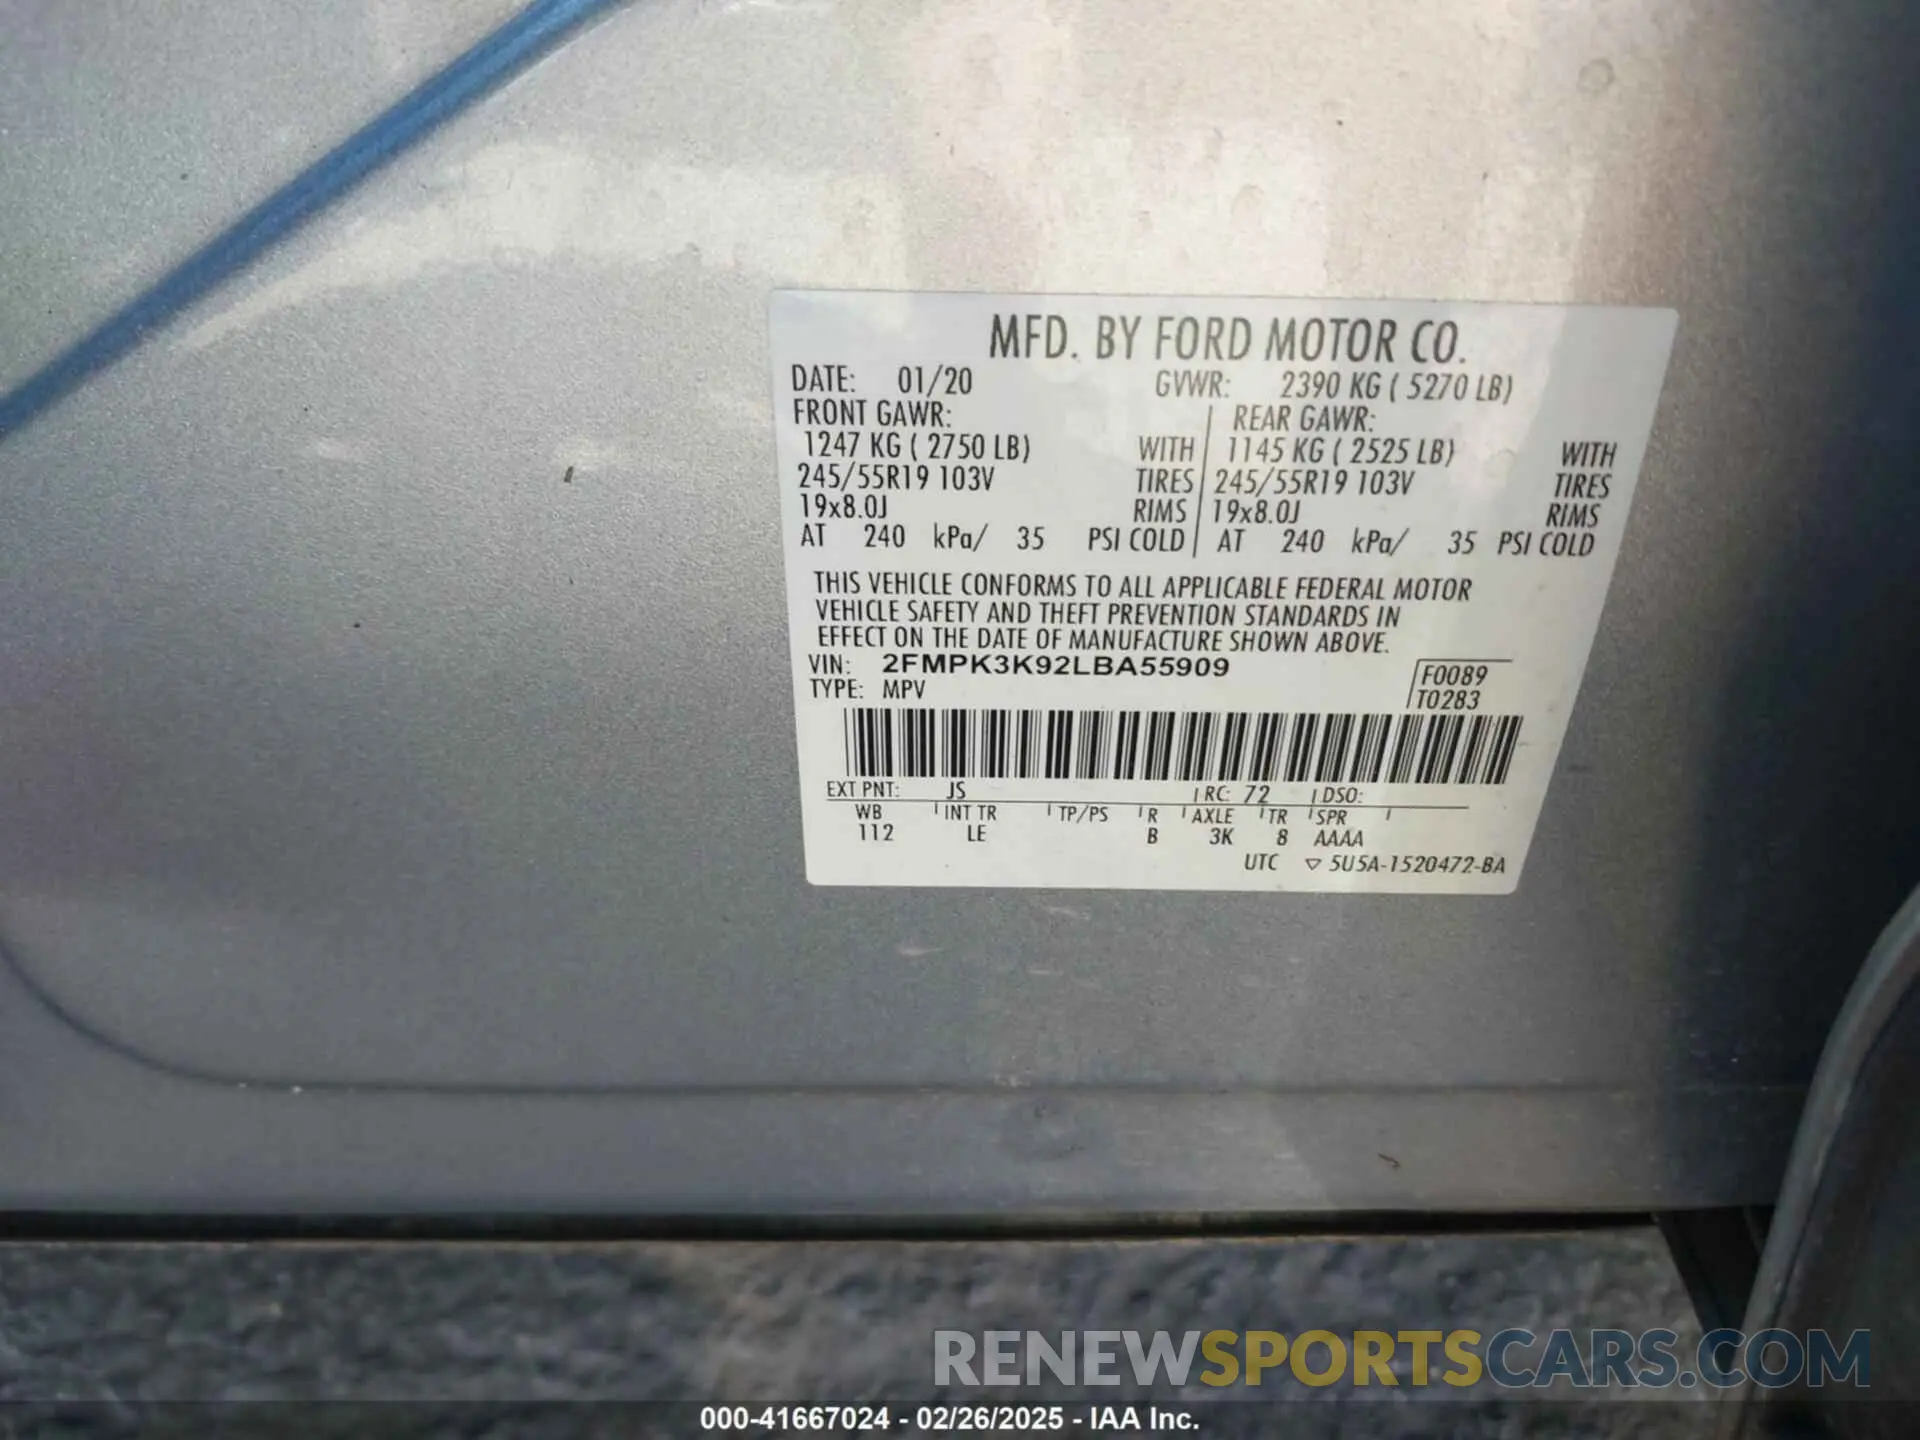 MFD. BY FORD MOTOR CO.
DATE: 01/20 GVWR: 2390 KG ( 5270 LB)
FRONT GAWR: REAR GAWR:
1247 KG ( 2750 LB) WITH 1145 KG ( 2525 LB) WITH
245/55R19 103V TIRES 245/55R19 103V TIRES
19x8.0J RIMS 19x8.0J RIMS
AT 240 kPa/ 35 PSI COLD AT 240 kPa/ 35 PSI COLD
THIS VEHICLE CONFORMS TO ALL APPLICABLE FEDERAL MOTOR
VEHICLE SAFETY AND THEFT PREVENTION STANDARDS IN
EFFECT ON THE DATE OF MANUFACTURE SHOWN ABOVE.
VIN: 2FMPK3K92LBA55909 F0089
TYPE: MPV T0283
EXT PNT: JS RC: 72 DSO:
WB INT TR TP/PS R AXLE TR SPR
112 LE B 3K 8 AAAA
UTC ▽ 5U5A-1520472-BA
RENEWSPORTSCARS.COM
000-41667024 - 02/26/2025 - IAA Inc.